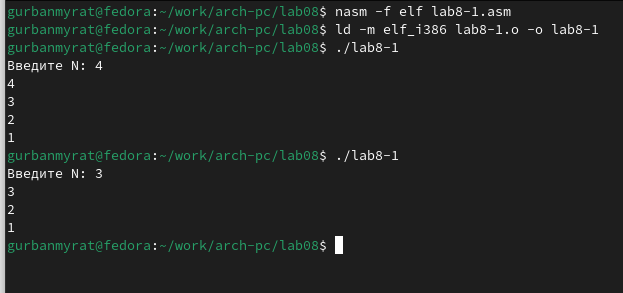 gurbanmyrat@fedora:~/work/arch-pc/lab08$ nasm -f elf lab8-1.asm
gurbanmyrat@fedora:~/work/arch-pc/lab08$ ld -m elf_i386 lab8-1.o -o lab8-1
gurbanmyrat@fedora:~/work/arch-pc/lab08$ ./lab8-1
Введите N: 4
4
3
2
1
gurbanmyrat@fedora:~/work/arch-pc/lab08$ ./lab8-1
Введите N: 3
3
2
1
gurbanmyrat@fedora:~/work/arch-pc/lab08$